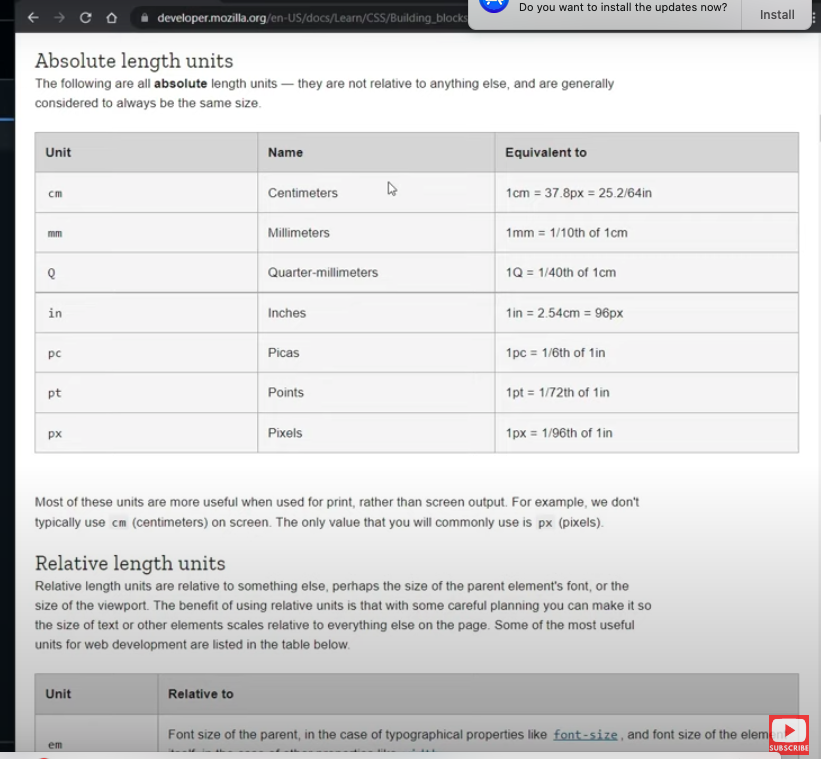 developer.mozilla.org/en-US/docs/Learn/CSS/Building_blocks
Do you want to install the updates now?
Install
Absolute length units
The following are all absolute length units — they are not relative to anything else, and are generally
considered to always be the same size.
Unit Name Equivalent to
cm Centimeters 1cm = 37.8px = 25.2/64in
mm Millimeters 1mm = 1/10th of 1cm
Q Quarter-millimeters 1Q = 1/40th of 1cm
in Inches 1in = 2.54cm = 96px
pc Picas 1pc = 1/6th of 1in
pt Points 1pt = 1/72th of 1in
px Pixels 1px = 1/96th of 1in
Most of these units are more useful when used for print, rather than screen output. For example, we don't
typically use cm (centimeters) on screen. The only value that you will commonly use is px (pixels).
Relative length units
Relative length units are relative to something else, perhaps the size of the parent element's font, or the
size of the viewport. The benefit of using relative units is that with some careful planning you can make it so
the size of text or other elements scales relative to everything else on the page. Some of the most useful
units for web development are listed in the table below.
Unit Relative to
em Font size of the parent, in the case of typographical properties like font-size, and font size of the
SUBSCRIBE